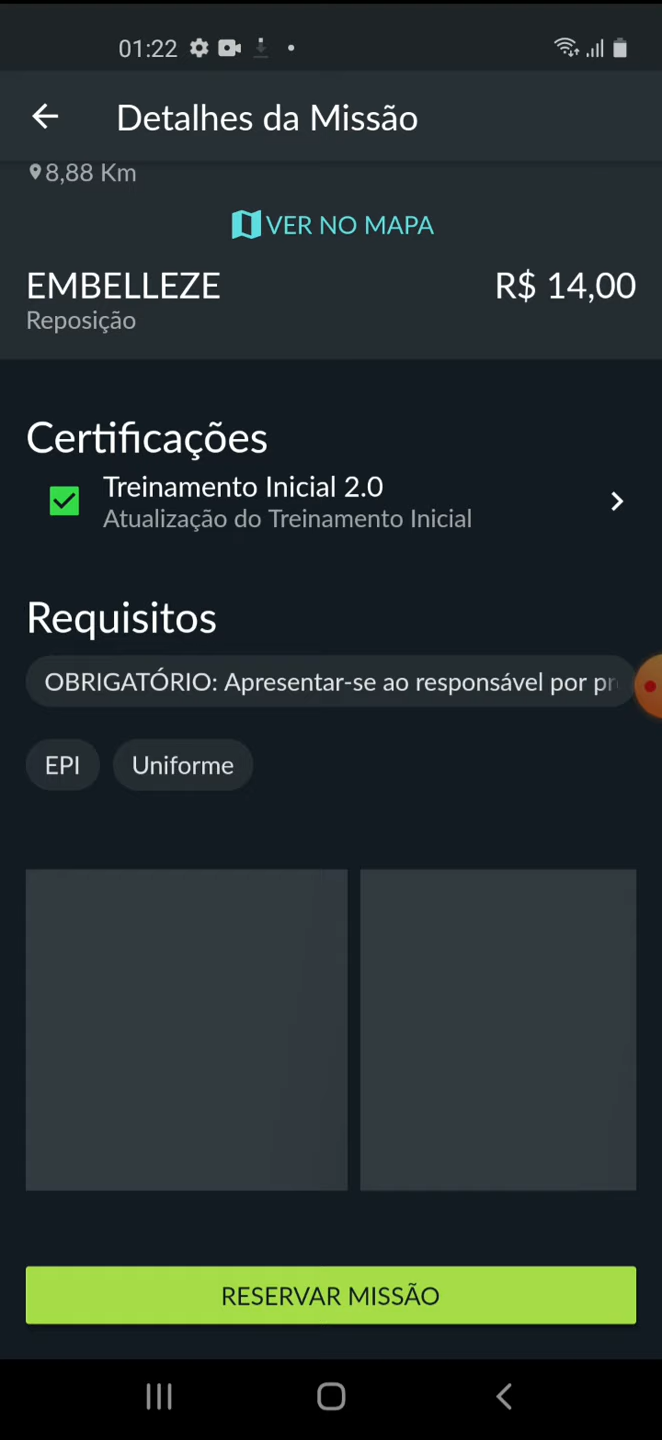 01:22
Detalhes da Missão
8,88 Km
VER NO MAPA
EMBELLEZE
R$ 14,00
Reposição
Certificações
Treinamento Inicial 2.0
Atualização do Treinamento Inicial
Requisitos
OBRIGATÓRIO: Apresentar-se ao responsável por
EPI
Uniforme
RESERVAR MISSÃO